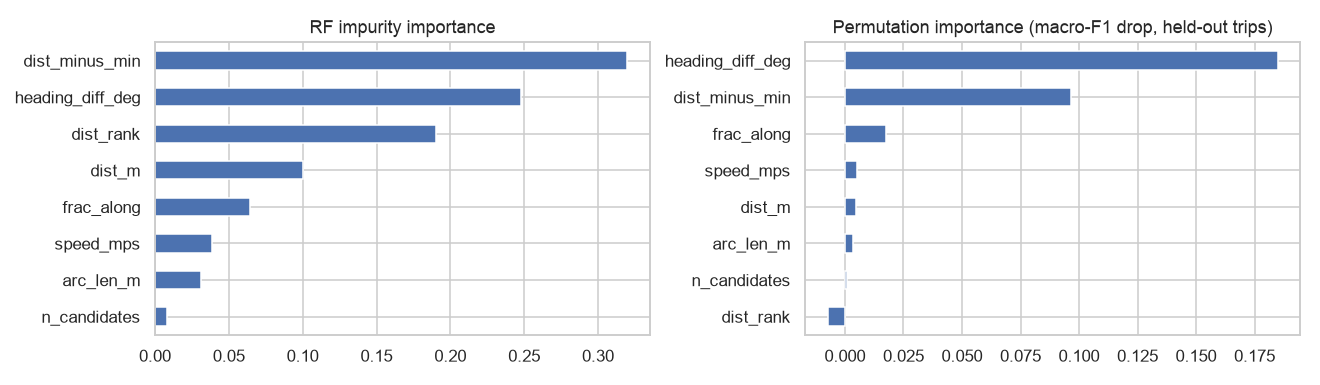 RF impurity importance
dist_minus_min
heading_diff_deg
dist_rank
dist_m
frac_along
speed_mps
arc_len_m
n_candidates
0.00 0.05 0.10 0.15 0.20 0.25 0.30
Permutation importance (macro-F1 drop, held-out trips)
heading_diff_deg
dist_minus_min
frac_along
speed_mps
dist_m
arc_len_m
n_candidates
dist_rank
0.000 0.025 0.050 0.075 0.100 0.125 0.150 0.175